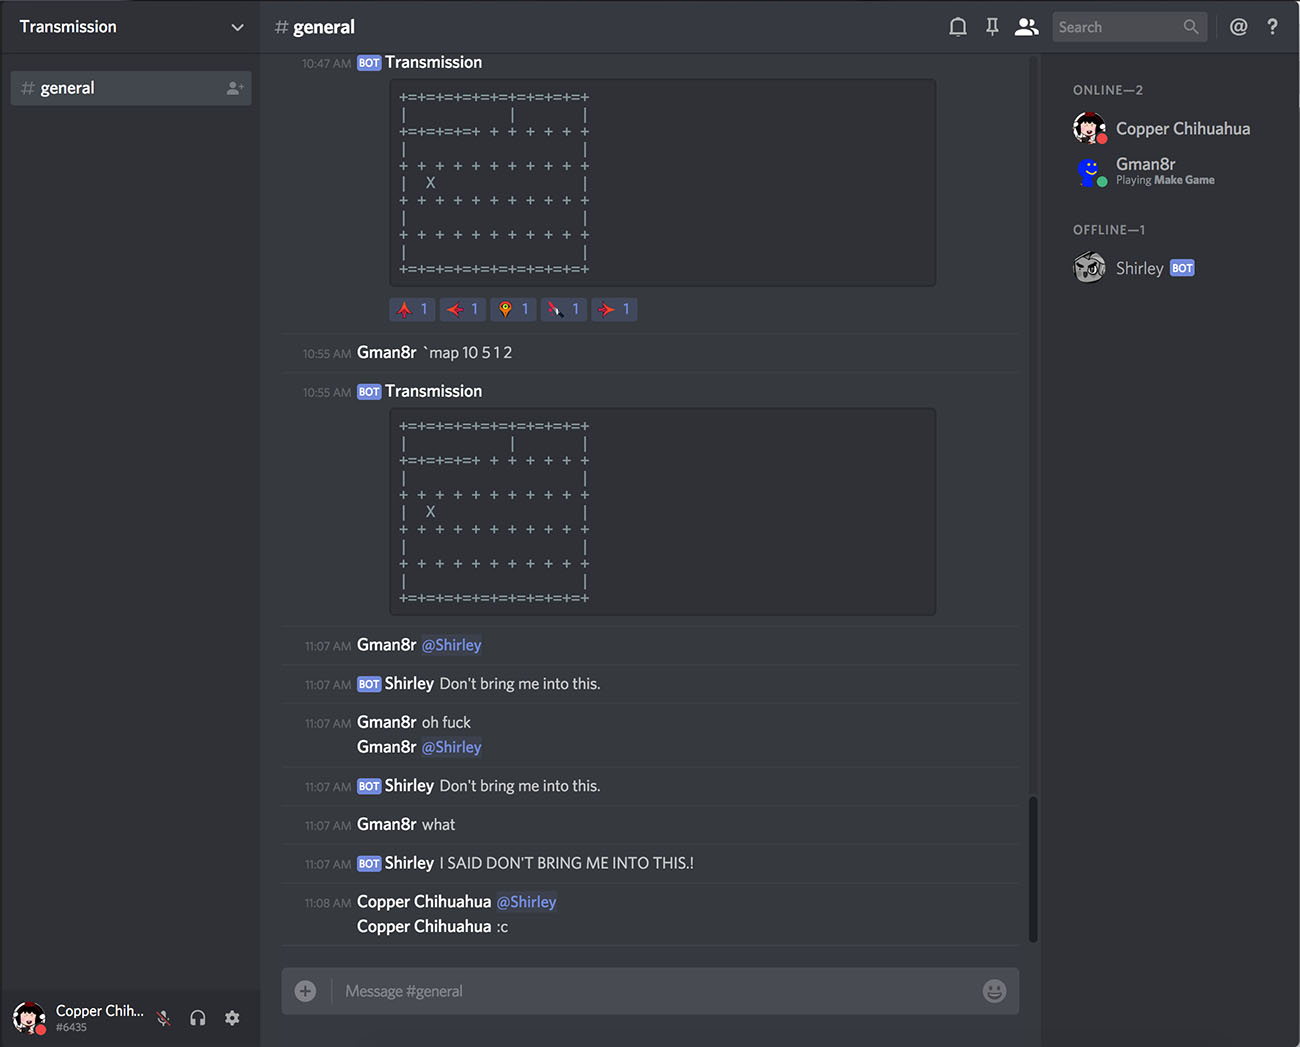 Transmission
# general
Search
@ ?
# general
10:47 AM BOT Transmission
+=+=+=+=+=+=+=+=+=+=+
|           |       |
+=+=+=+=+ + + + + + +
|                   |
+ + + + + + + + + + +
|  X                |
+ + + + + + + + + + +
|                   |
+ + + + + + + + + + +
|                   |
+=+=+=+=+=+=+=+=+=+=+
1 1 1 1 1
10:55 AM Gman8r `map 10 5 1 2
10:55 AM BOT Transmission
+=+=+=+=+=+=+=+=+=+=+
|           |       |
+=+=+=+=+ + + + + + +
|                   |
+ + + + + + + + + + +
|  X                |
+ + + + + + + + + + +
|                   |
+ + + + + + + + + + +
|                   |
+=+=+=+=+=+=+=+=+=+=+
11:07 AM Gman8r @Shirley
11:07 AM BOT Shirley Don't bring me into this.
11:07 AM Gman8r oh fuck
Gman8r @Shirley
11:07 AM BOT Shirley Don't bring me into this.
11:07 AM Gman8r what
11:07 AM BOT Shirley I SAID DON'T BRING ME INTO THIS.!
11:08 AM Copper Chihuahua @Shirley
Copper Chihuahua :c
Message #general
ONLINE—2
Copper Chihuahua
Gman8r
Playing Make Game
OFFLINE—1
Shirley BOT
Copper Chih...
#6435